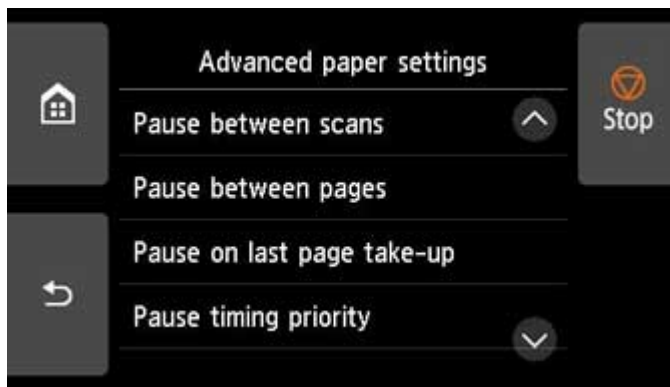 Advanced paper settings
Stop
Pause between scans
Pause between pages
Pause on last page take-up
Pause timing priority